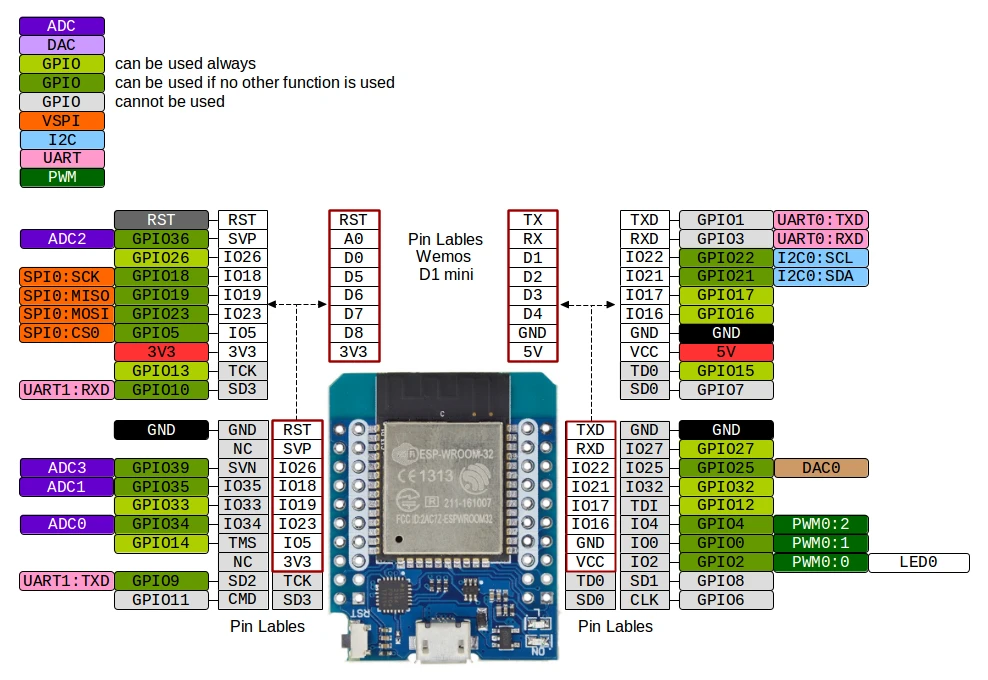 ADC
DAC
GPIO can be used always
GPIO can be used if no other function is used
GPIO cannot be used
VSPI
I2C
UART
PWM
RST RST RST TX TXD GPIO1 UART0:TXD
ADC2 GPIO36 SVP A0 Pin Lables RX RXD GPIO3 UART0:RXD
GPIO26 IO26 D0 Wemos D1 IO22 GPIO22 I2C0:SCL
SPI0:SCK GPIO18 IO18 D5 D1 mini D2 IO21 GPIO21 I2C0:SDA
SPI0:MISO GPIO19 IO19 D6 D3 IO17 GPIO17
SPI0:MOSI GPIO23 IO23 D7 D4 IO16 GPIO16
SPI0:CS0 GPIO5 IO5 D8 GND GND GND
3V3 3V3 3V3 5V VCC 5V
GPIO13 TCK TD0 GPIO15
UART1:RXD GPIO10 SD3 SD0 GPIO7
GND GND RST TXD GND GND
NC SVP RXD IO27 GPIO27
ADC3 GPIO39 SVN IO26 ESP-WROOM-32 IO22 IO25 GPIO25 DAC0
ADC1 GPIO35 IO35 IO18 CE1313 IO21 IO32 GPIO32
GPIO33 IO33 IO19 R 211-161007 IO17 TDI GPIO12
ADC0 GPIO34 IO34 IO23 FCC ID:2AC7Z-ESPWROOM32 IO16 IO4 GPIO4 PWM0:2
GPIO14 TMS IO5 GND IO0 GPIO0 PWM0:1
NC 3V3 VCC IO2 GPIO2 PWM0:0 LED0
UART1:TXD GPIO9 SD2 TCK TD0 SD1 GPIO8
GPIO11 CMD SD3 SD0 CLK GPIO6
RST L
Pin Lables Pin Lables
ON